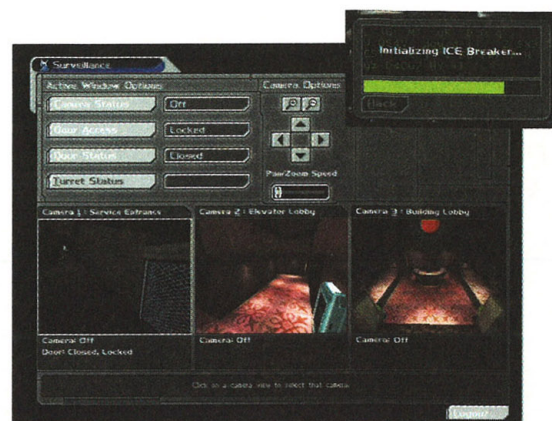 Surveillance
Active Window Options
Camera Options
Camera Status
Off
Door Access
Locked
Door Status
Closed
Turret Status
Pan/Zoom Speed
Initializing ICE Breaker...
Hack
Camera 1: Service Entrance
Camera 2: Elevator Lobby
Camera 3: Building Lobby
Camera: Off
Door: Closed, Locked
Camera: Off
Camera: Off
Click in a camera view to select that camera
Logout